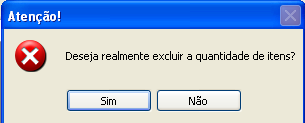 Atenção!
Deseja realmente excluir a quantidade de itens?
Sim
Não